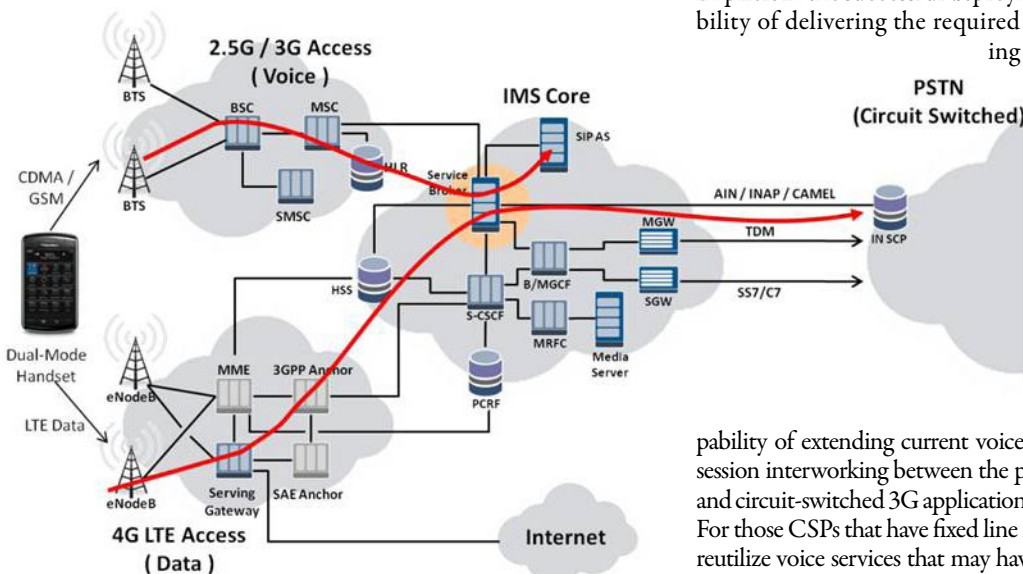 bility of delivering the required
ing
2.5G / 3G Access
( Voice )
BTS
BSC
MSC
HLR
SMSC
BTS
CDMA /
GSM
IMS Core
SIP AS
Service
Broker
PSTN
(Circuit Switched)
AIN / INAP / CAMEL
IN SCP
MGW
TDM
B/MGCF
SGW
SS7/C7
HSS
S-CSCF
MRFC
Media
Server
PCRF
Dual-Mode
Handset
LTE Data
eNodeB
eNodeB
MME
3GPP Anchor
Serving
Gateway
SAE Anchor
4G LTE Access
( Data )
Internet
pability of extending current voice
session interworking between the p
and circuit-switched 3G application
For those CSPs that have fixed line
reutilize voice services that may hav